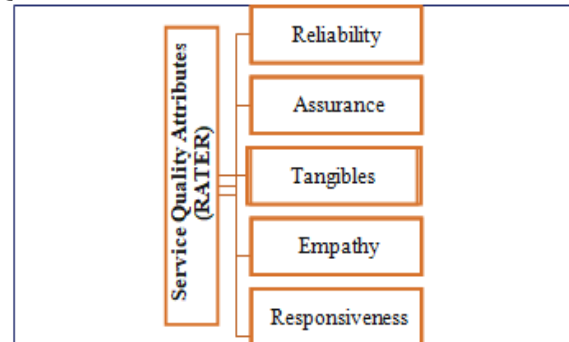 Service Quality Attributes
(RATER)
Reliability
Assurance
Tangibles
Empathy
Responsiveness